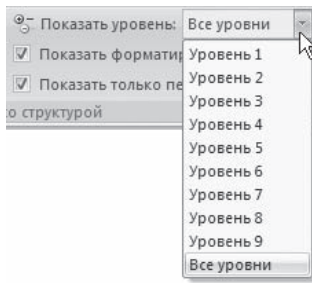 Показать уровень: Все уровни
Показать формати
Показать только пе
о структурой
Уровень 1
Уровень 2
Уровень 3
Уровень 4
Уровень 5
Уровень 6
Уровень 7
Уровень 8
Уровень 9
Все уровни